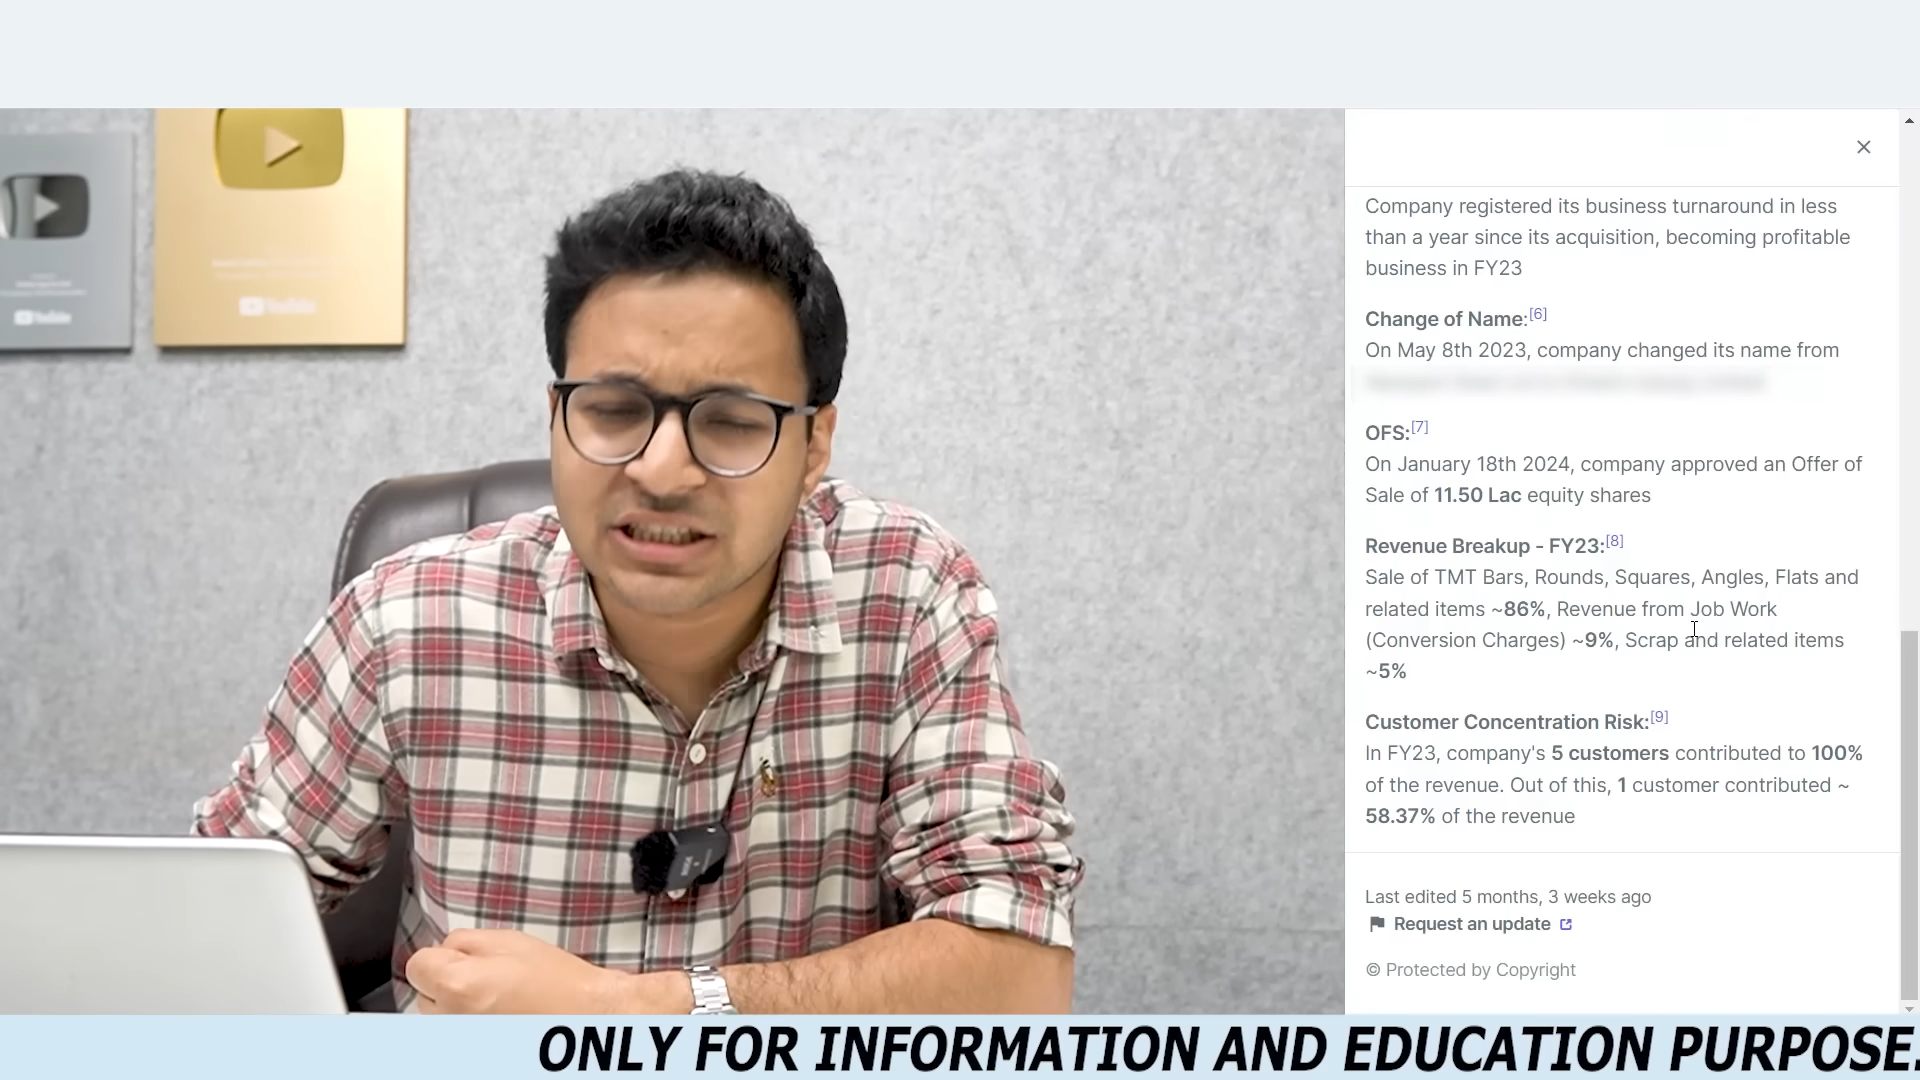 Company registered its business turnaround in less
than a year since its acquisition, becoming profitable
business in FY23
Change of Name:[6]
On May 8th 2023, company changed its name from
OFS:[7]
On January 18th 2024, company approved an Offer of
Sale of 11.50 Lac equity shares
Revenue Breakup - FY23:[8]
Sale of TMT Bars, Rounds, Squares, Angles, Flats and
related items ~86%, Revenue from Job Work
(Conversion Charges) ~9%, Scrap and related items
~5%
Customer Concentration Risk:[9]
In FY23, company's 5 customers contributed to 100%
of the revenue. Out of this, 1 customer contributed ~
58.37% of the revenue
Last edited 5 months, 3 weeks ago
Request an update
© Protected by Copyright
ONLY FOR INFORMATION AND EDUCATION PURPOSE.